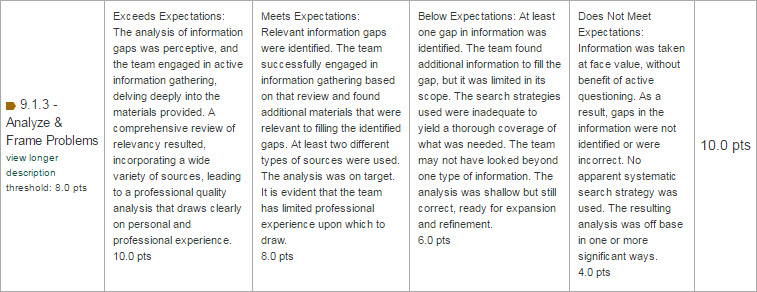 9.1.3 -
Analyze &
Frame Problems
view longer
description
threshold: 8.0 pts
Exceeds Expectations:
The analysis of information
gaps was perceptive, and
the team engaged in active
information gathering,
delving deeply into the
materials provided. A
comprehensive review of
relevancy resulted,
incorporating a wide
variety of sources, leading
to a professional quality
analysis that draws clearly
on personal and
professional experience.
10.0 pts
Meets Expectations:
Relevant information gaps
were identified. The team
successfully engaged in
information gathering based
on that review and found
additional materials that were
relevant to filling the identified
gaps. At least two different
types of sources were used.
The analysis was on target.
It is evident that the team
has limited professional
experience upon which to
draw.
8.0 pts
Below Expectations: At least
one gap in information was
identified. The team found
additional information to fill the
gap, but it was limited in its
scope. The search strategies
used were inadequate to
yield a thorough coverage of
what was needed. The team
may not have looked beyond
one type of information. The
analysis was shallow but still
correct, ready for expansion
and refinement.
6.0 pts
Does Not Meet
Expectations:
Information was taken
at face value, without
benefit of active
questioning. As a
result, gaps in the
information were not
identified or were
incorrect. No
apparent systematic
search strategy was
used. The resulting
analysis was off base
in one or more
significant ways.
4.0 pts
10.0 pts